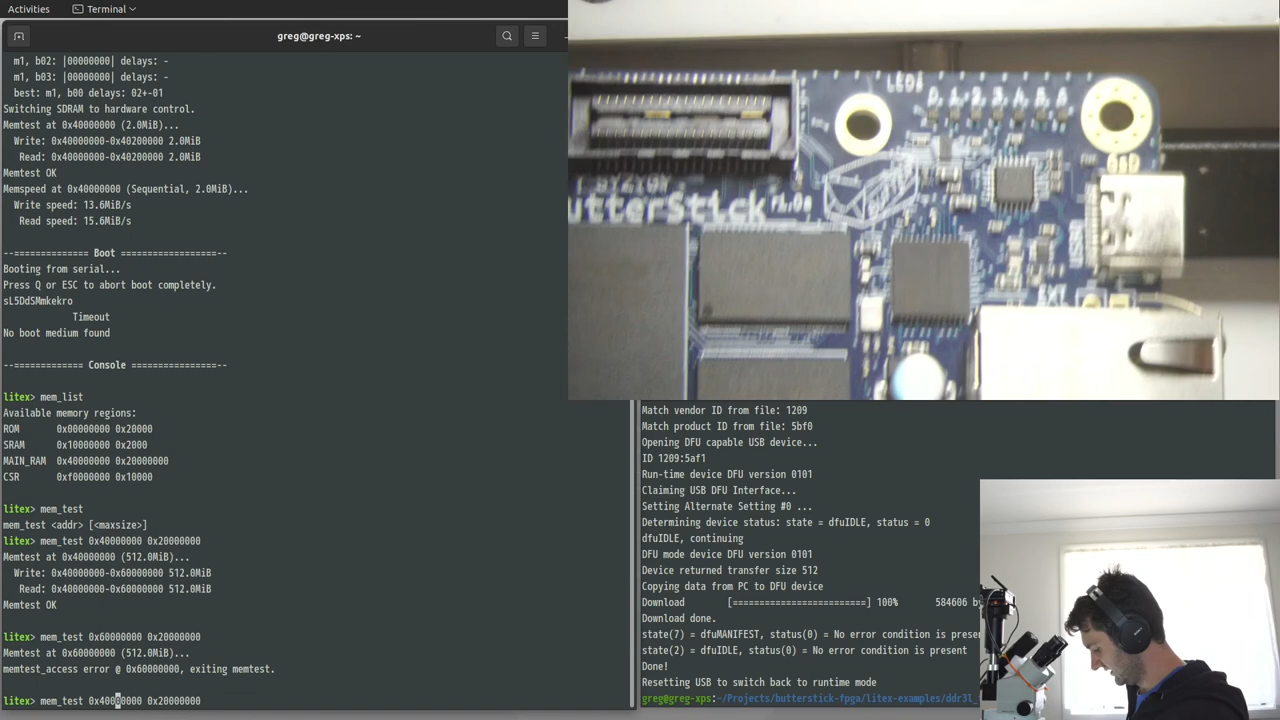 Activities
Terminal
greg@greg-xps: ~
m1, b02: |00000000| delays: -
m1, b03: |00000000| delays: -
best: m1, b00 delays: 02+-01
Switching SDRAM to hardware control.
Memtest at 0x40000000 (2.0MiB)...
Write: 0x40000000-0x40200000 2.0MiB
Read: 0x40000000-0x40200000 2.0MiB
Memtest OK
Memspeed at 0x40000000 (Sequential, 2.0MiB)...
Write speed: 13.6MiB/s
Read speed: 15.6MiB/s
--============== Boot ==================--
Booting from serial...
Press Q or ESC to abort boot completely.
sL5DdSMmkekro
Timeout
No boot medium found
--============= Console ================--
litex> mem_list
Available memory regions:
ROM 0x00000000 0x20000
SRAM 0x10000000 0x2000
MAIN_RAM 0x40000000 0x20000000
CSR 0xf0000000 0x10000
litex> mem_test
mem_test <addr> [<maxsize>]
litex> mem_test 0x40000000 0x20000000
Memtest at 0x40000000 (512.0MiB)...
Write: 0x40000000-0x60000000 512.0MiB
Read: 0x40000000-0x60000000 512.0MiB
Memtest OK
litex> mem_test 0x60000000 0x20000000
Memtest at 0x60000000 (512.0MiB)...
memtest_access error @ 0x60000000, exiting memtest.
litex> mem_test 0x40000000 0x20000000
LEDs
0 1 2 3 4 5 6
SYZYGY
utterStick
Match vendor ID from file: 1209
Match product ID from file: 5bf0
Opening DFU capable USB device...
ID 1209:5af1
Run-time device DFU version 0101
Claiming USB DFU Interface...
Setting Alternate Setting #0 ...
Determining device status: state = dfuIDLE, status = 0
dfuIDLE, continuing
DFU mode device DFU version 0101
Device returned transfer size 512
Copying data from PC to DFU device
Download [=========================] 100% 584606 by
Download done.
state(7) = dfuMANIFEST, status(0) = No error condition is prese
state(2) = dfuIDLE, status(0) = No error condition is present
Done!
Resetting USB to switch back to runtime mode
greg@greg-xps:~/Projects/butterstick-fpga/litex-examples/ddr3l_